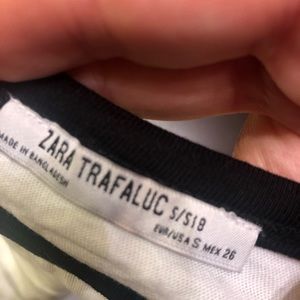 ZARA TRAFALUC S/S18
MADE IN BANGLADESH
EUR/USA S MEX 26